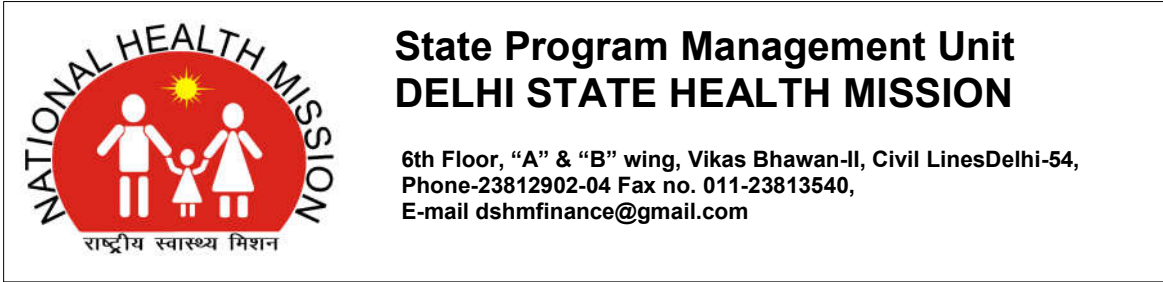 NATIONAL HEALTH MISSION
राष्ट्रीय स्वास्थ्य मिशन
State Program Management Unit
DELHI STATE HEALTH MISSION
6th Floor, “A” & “B” wing, Vikas Bhawan-II, Civil LinesDelhi-54,
Phone-23812902-04 Fax no. 011-23813540,
E-mail dshmfinance@gmail.com